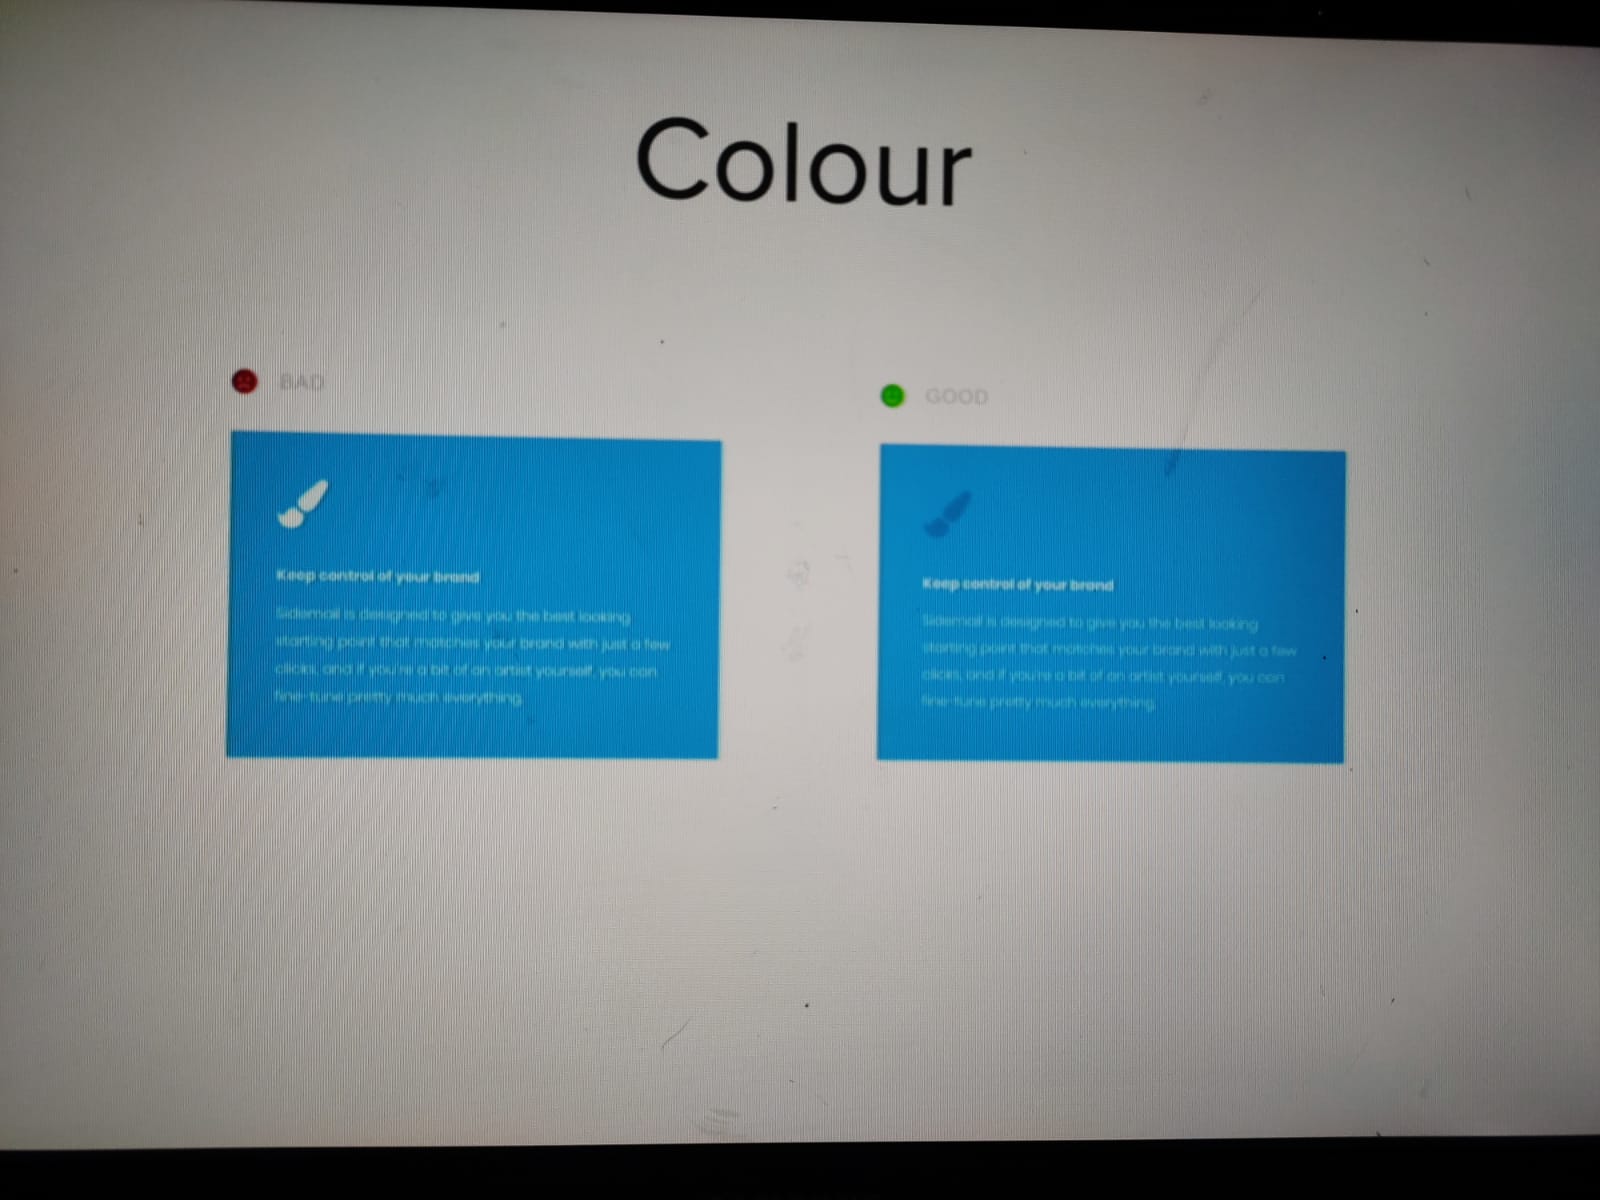 Colour
BAD
Keep control of your brand
Sidemail is designed to give you the best looking
starting point that matches your brand with just a few
clicks, and if you're a bit of an artist yourself, you can
fine-tune pretty much everything.
GOOD
Keep control of your brand
Sidemail is designed to give you the best looking
starting point that matches your brand with just a few
clicks, and if you're a bit of an artist yourself, you can
fine-tune pretty much everything.